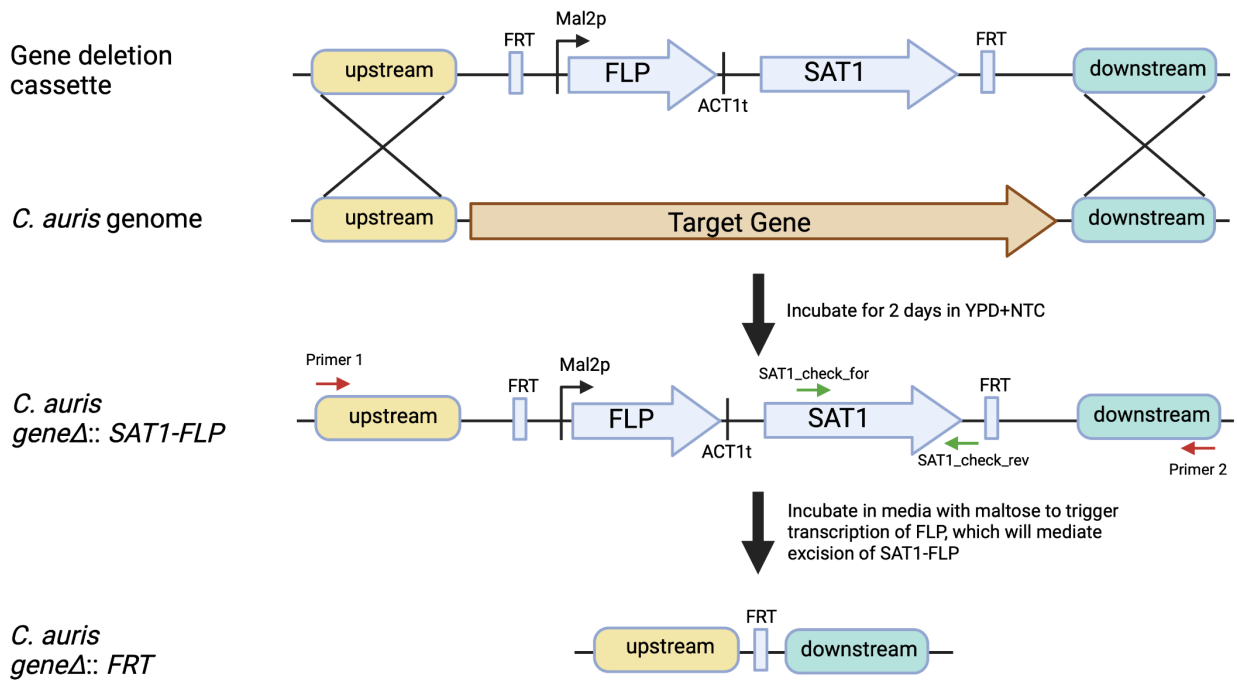 Mal2p
Gene deletion
cassette
upstream
FRT
FLP
ACT1t
SAT1
FRT
downstream
C. auris genome
upstream
Target Gene
downstream
Incubate for 2 days in YPD+NTC
Primer 1
Mal2p
SAT1_check_for
C. auris
geneΔ:: SAT1-FLP
upstream
FRT
FLP
ACT1t
SAT1
FRT
downstream
SAT1_check_rev
Primer 2
Incubate in media with maltose to trigger
transcription of FLP, which will mediate
excision of SAT1-FLP
C. auris
geneΔ:: FRT
upstream
FRT
downstream